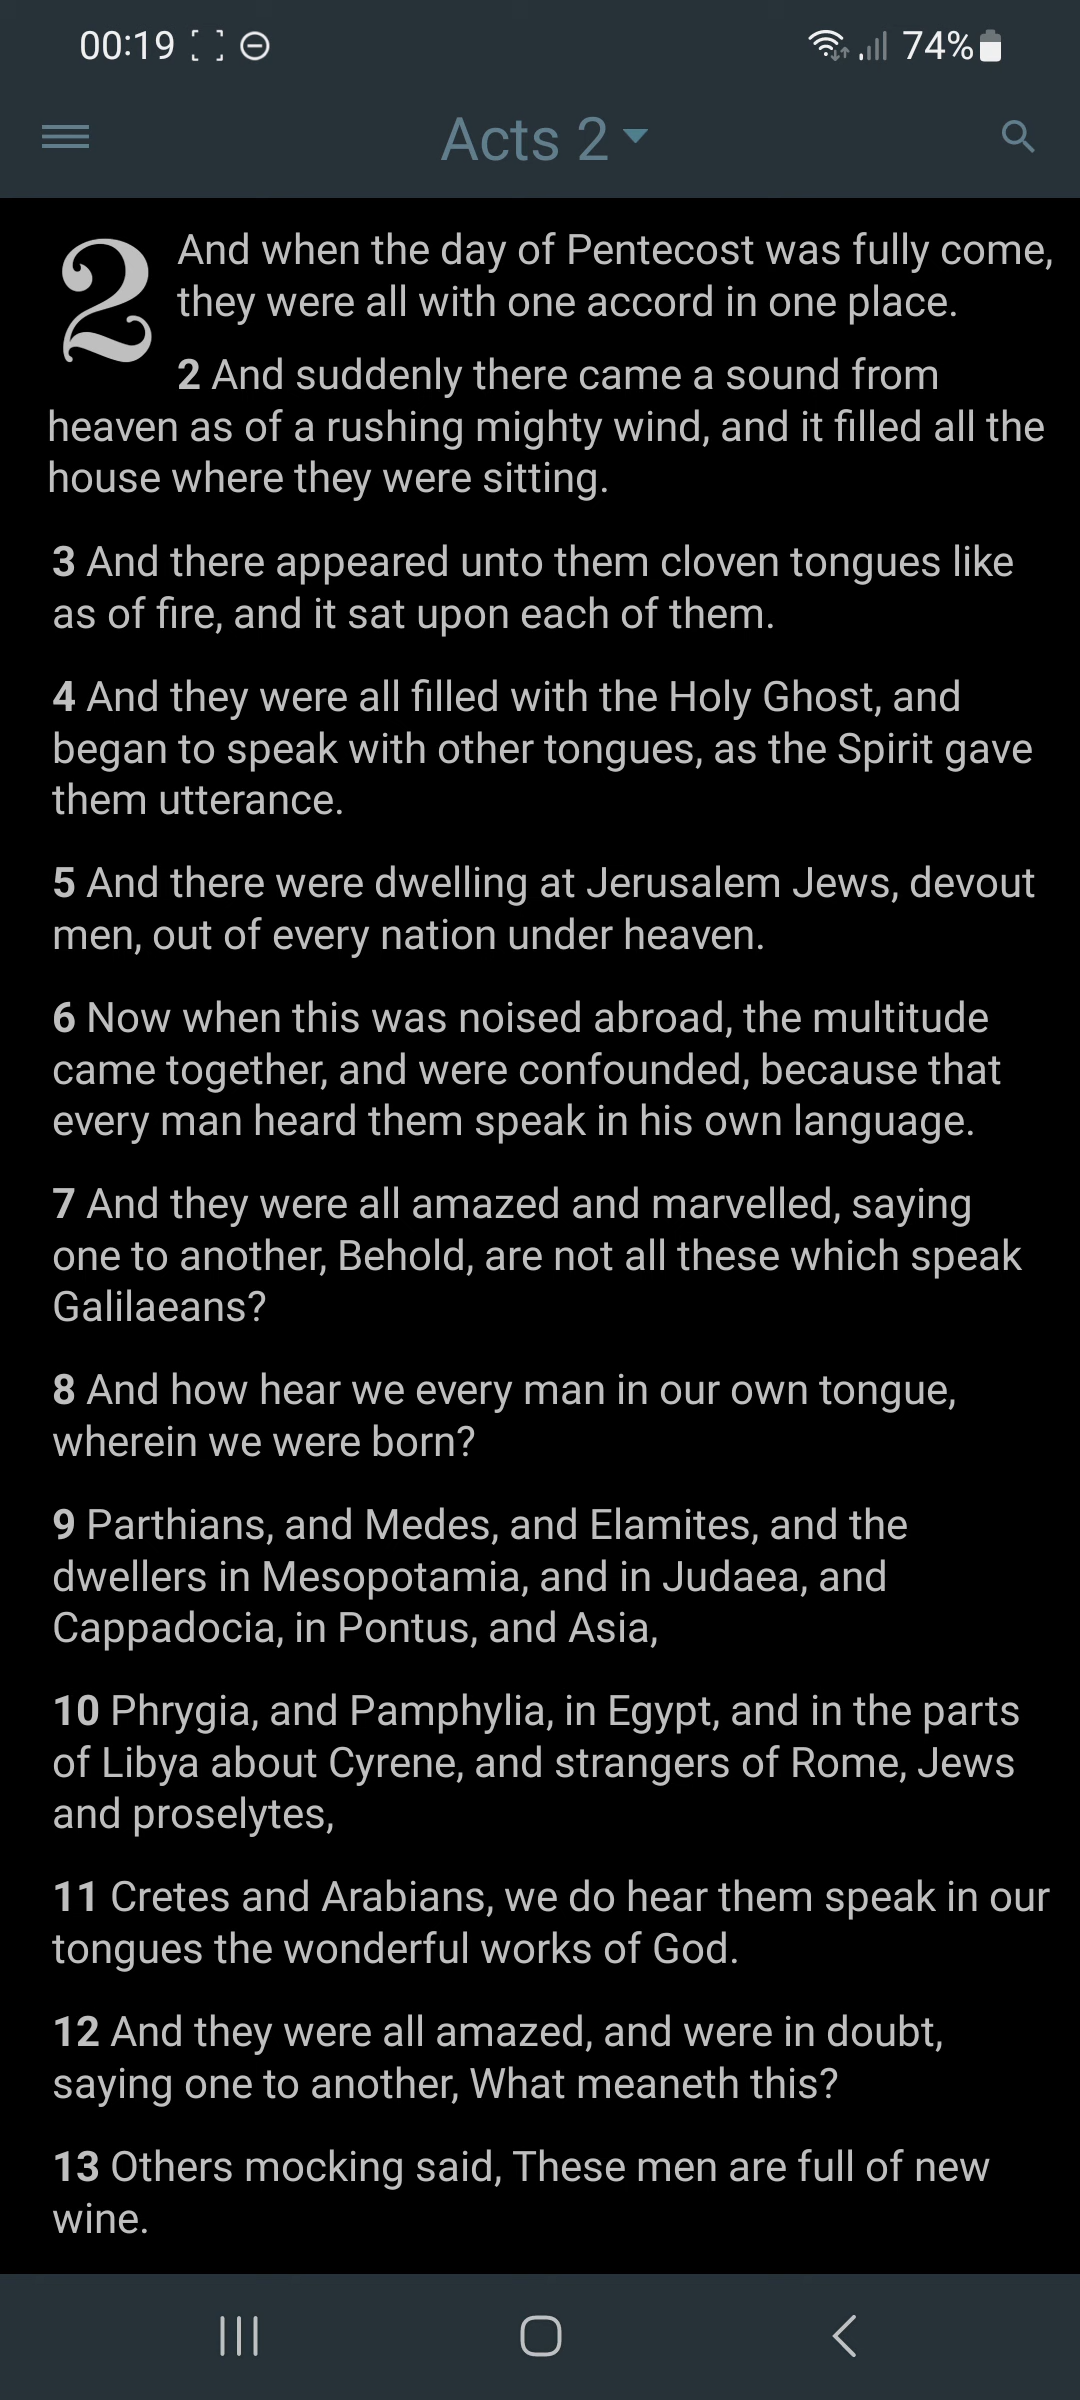 00:19 74%
Acts 2
2 And when the day of Pentecost was fully come,
they were all with one accord in one place.
2 And suddenly there came a sound from
heaven as of a rushing mighty wind, and it filled all the
house where they were sitting.
3 And there appeared unto them cloven tongues like
as of fire, and it sat upon each of them.
4 And they were all filled with the Holy Ghost, and
began to speak with other tongues, as the Spirit gave
them utterance.
5 And there were dwelling at Jerusalem Jews, devout
men, out of every nation under heaven.
6 Now when this was noised abroad, the multitude
came together, and were confounded, because that
every man heard them speak in his own language.
7 And they were all amazed and marvelled, saying
one to another, Behold, are not all these which speak
Galilaeans?
8 And how hear we every man in our own tongue,
wherein we were born?
9 Parthians, and Medes, and Elamites, and the
dwellers in Mesopotamia, and in Judaea, and
Cappadocia, in Pontus, and Asia,
10 Phrygia, and Pamphylia, in Egypt, and in the parts
of Libya about Cyrene, and strangers of Rome, Jews
and proselytes,
11 Cretes and Arabians, we do hear them speak in our
tongues the wonderful works of God.
12 And they were all amazed, and were in doubt,
saying one to another, What meaneth this?
13 Others mocking said, These men are full of new
wine.